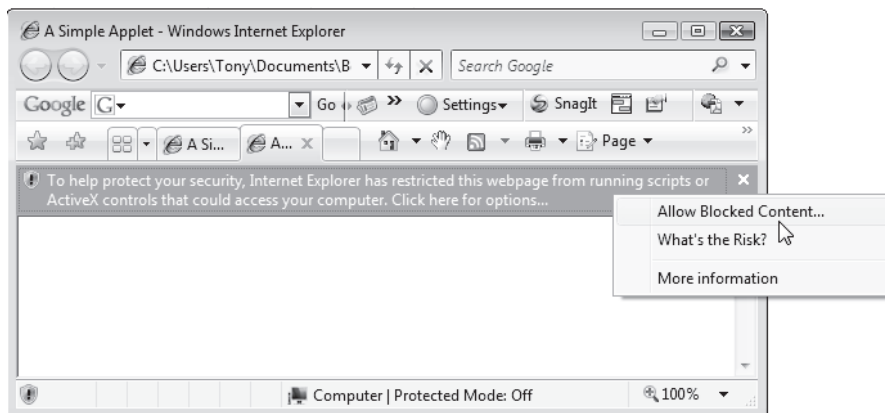 A Simple Applet - Windows Internet Explorer
C:\Users\Tony\Documents\B
Search Google
Google G Go » Settings SnagIt
A Si... A... X Page »
To help protect your security, Internet Explorer has restricted this webpage from running scripts or
ActiveX controls that could access your computer. Click here for options...
Allow Blocked Content...
What's the Risk?
More information
Computer | Protected Mode: Off 100%